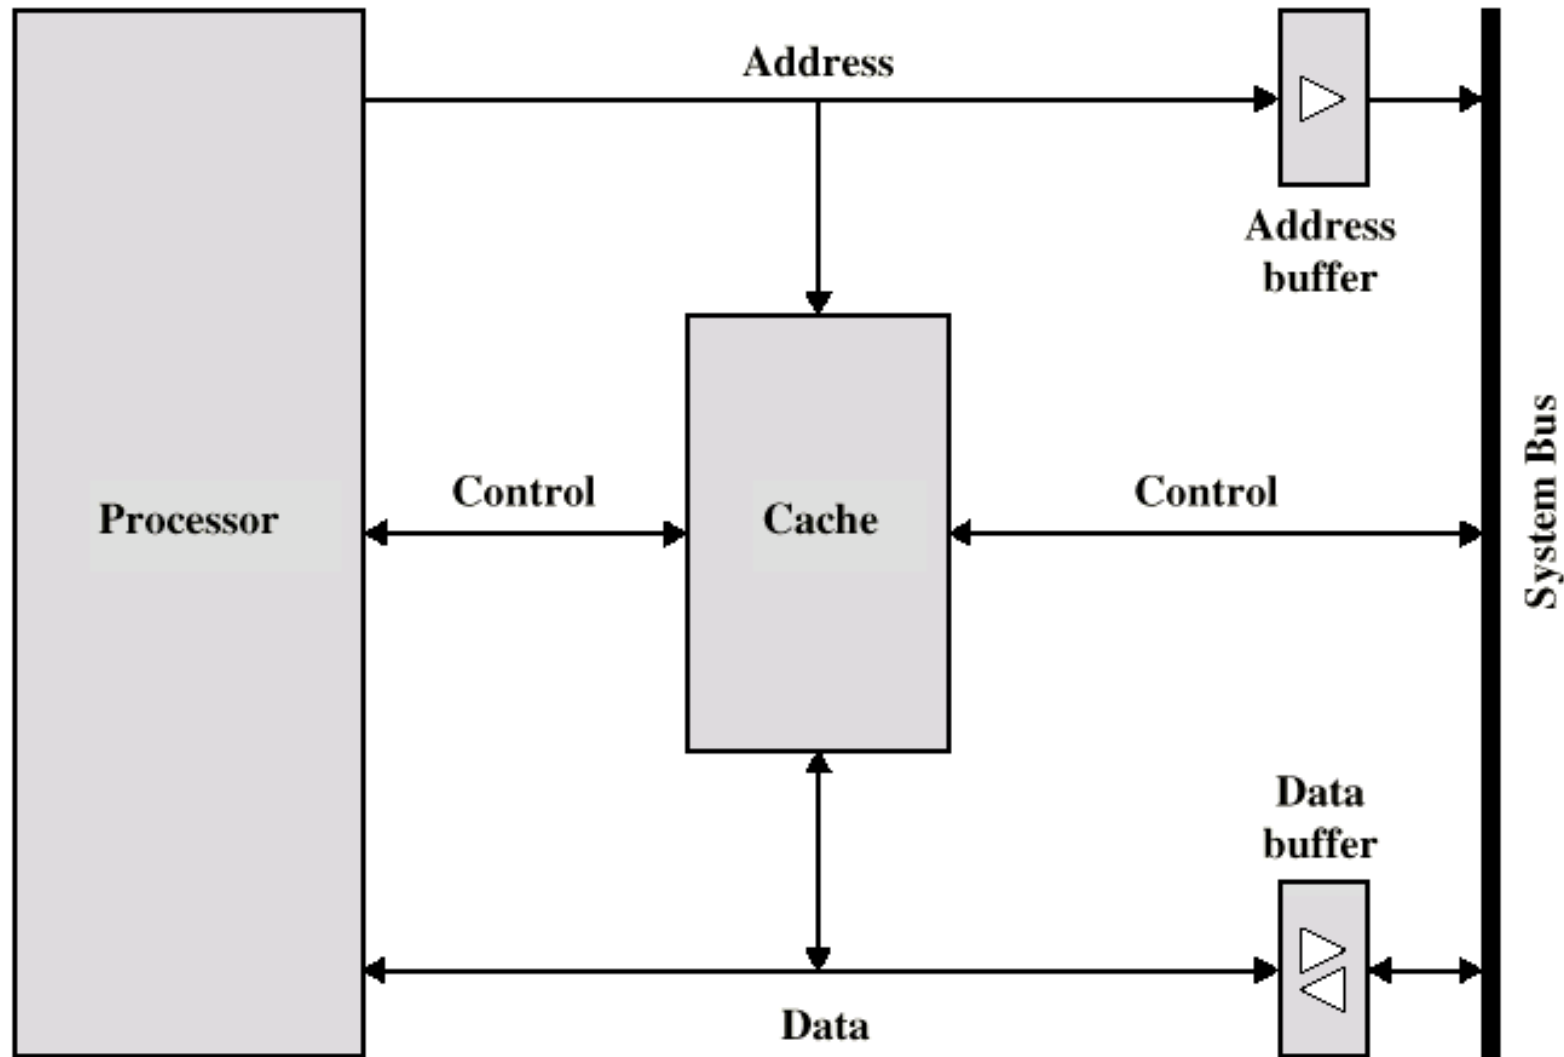 Address
Address
buffer
Processor
Control
Cache
Control
System Bus
Data
buffer
Data